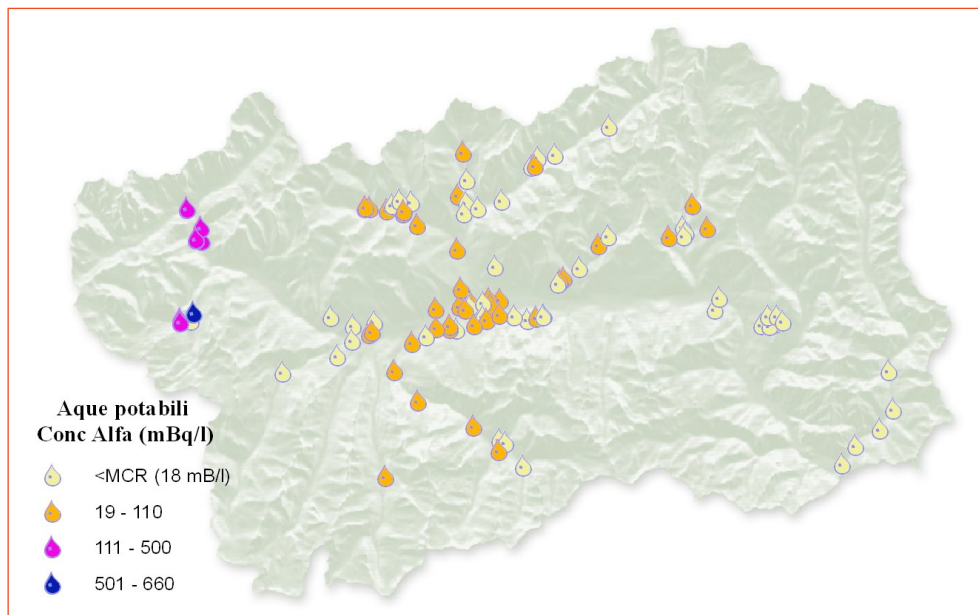 Aque potabili
Conc Alfa (mBq/l)
<MCR (18 mB/l)
19 - 110
111 - 500
501 - 660